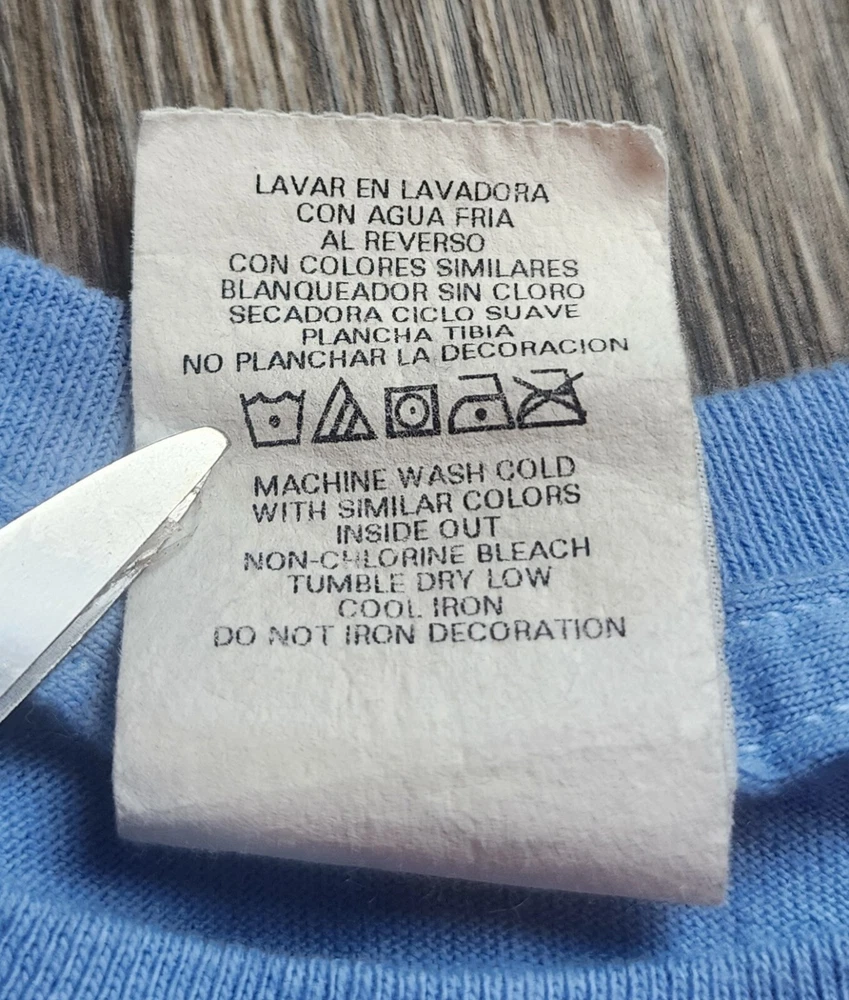 LAVAR EN LAVADORA
CON AGUA FRIA
AL REVERSO
CON COLORES SIMILARES
BLANQUEADOR SIN CLORO
SECADORA CICLO SUAVE
PLANCHA TIBIA
NO PLANCHAR LA DECORACION
MACHINE WASH COLD
WITH SIMILAR COLORS
INSIDE OUT
NON-CHLORINE BLEACH
TUMBLE DRY LOW
COOL IRON
DO NOT IRON DECORATION